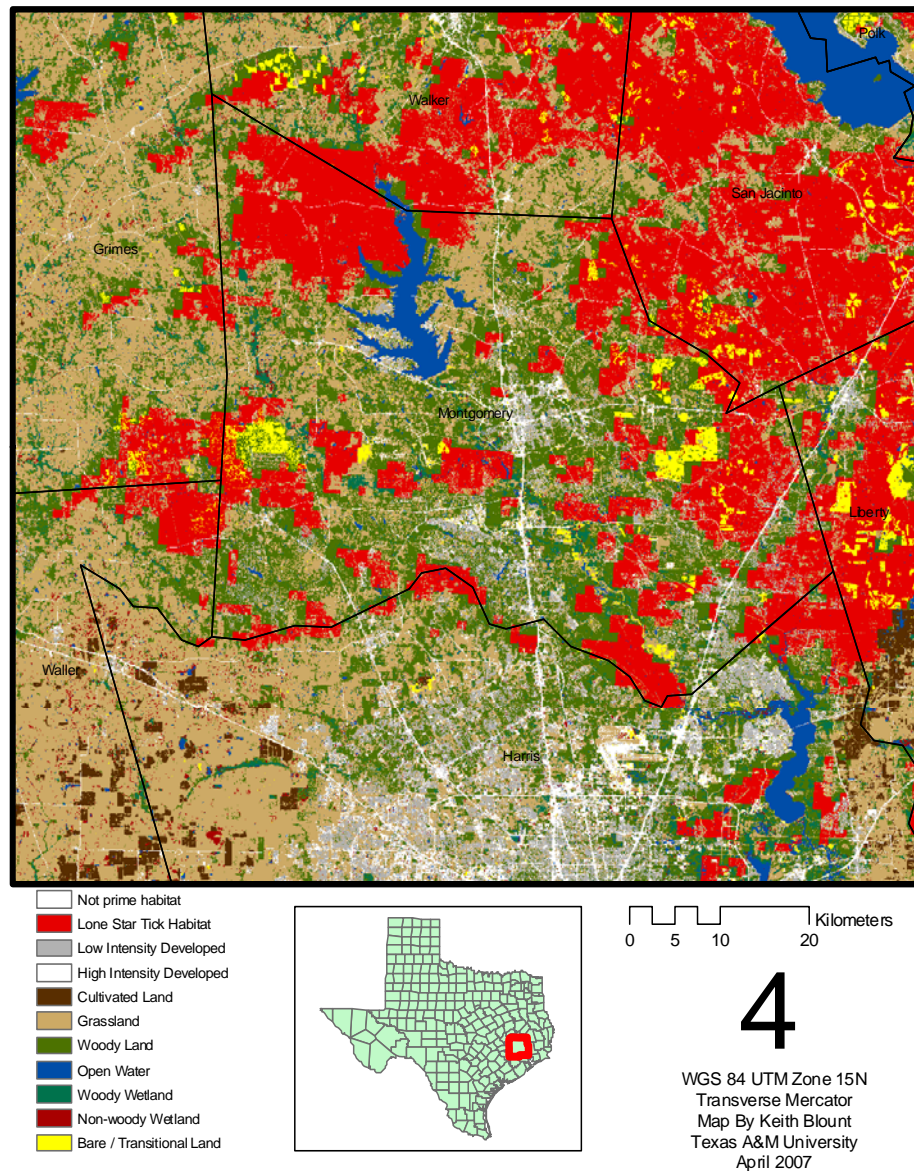 Polk
Walker
San Jacinto
Grimes
Montgomery
Liberty
Waller
Harris
Not prime habitat
Lone Star Tick Habitat
Low Intensity Developed
High Intensity Developed
Cultivated Land
Grassland
Woody Land
Open Water
Woody Wetland
Non-woody Wetland
Bare / Transitional Land
Kilometers
0 5 10 20
4
WGS 84 UTM Zone 15N
Transverse Mercator
Map By Keith Blount
Texas A&M University
April 2007